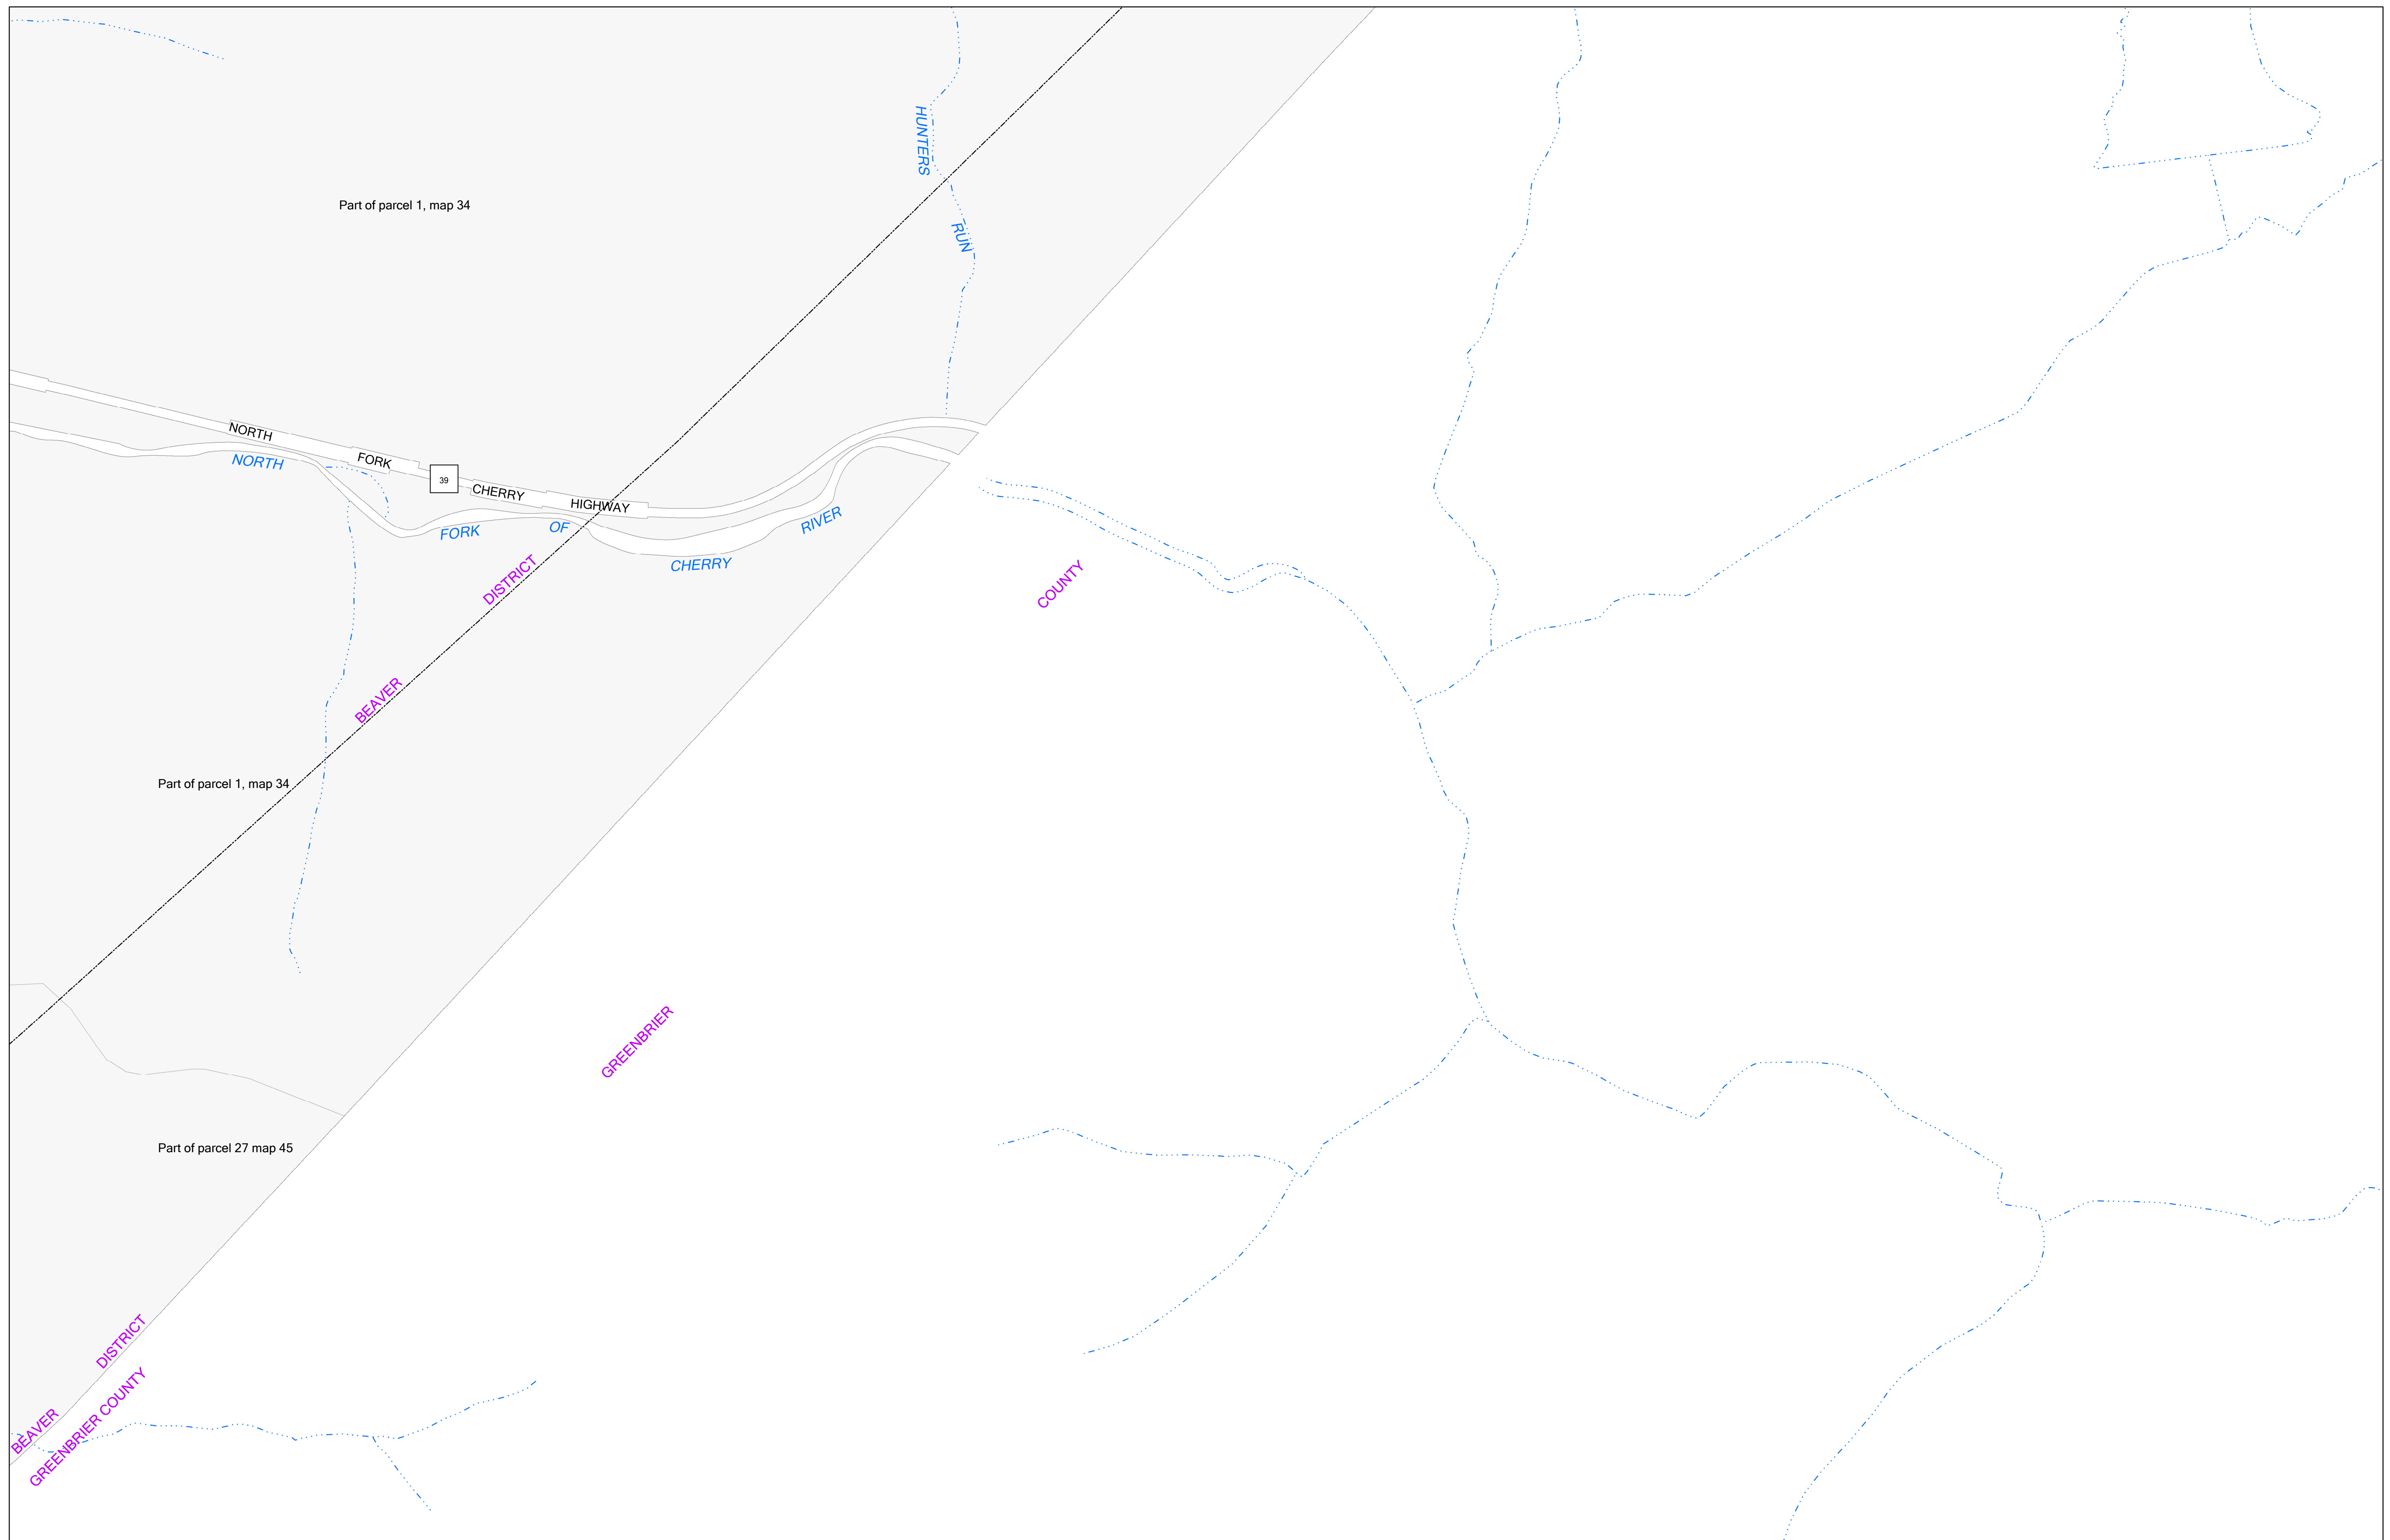 HUNTERS
RUN
Part of parcel 1, map 34
NORTH FORK CHERRY HIGHWAY
39
NORTH FORK OF CHERRY RIVER
BEAVER DISTRICT
GREENBRIER COUNTY
Part of parcel 1, map 34
Part of parcel 27 map 45
BEAVER DISTRICT
GREENBRIER COUNTY